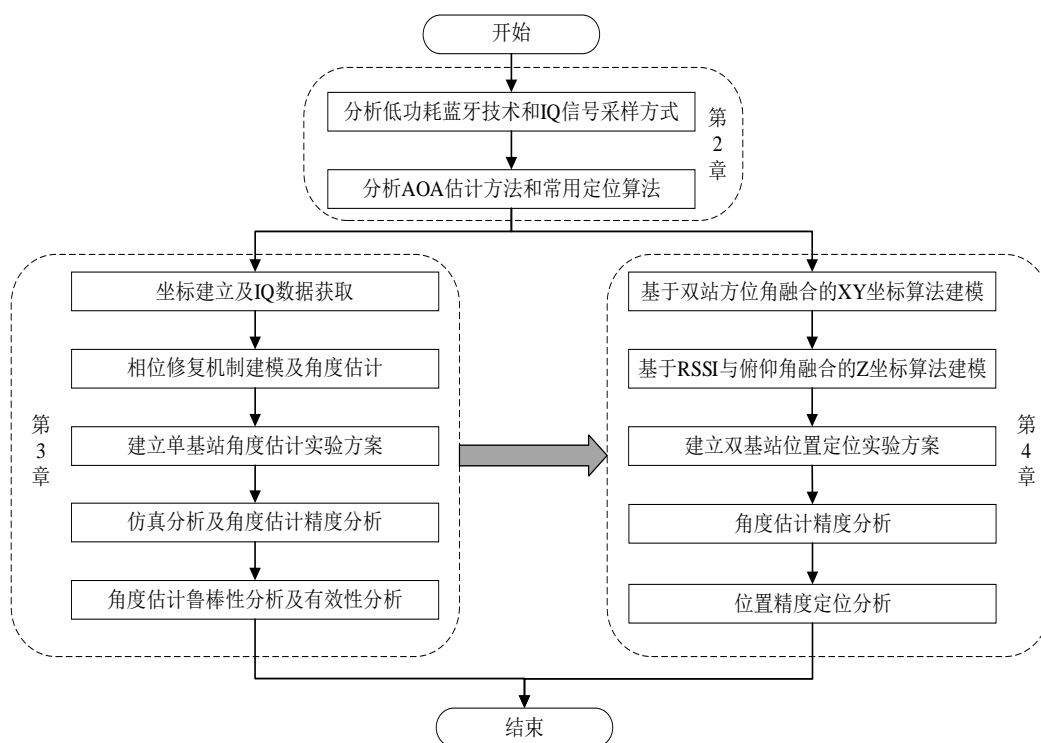 开始
分析低功耗蓝牙技术和IQ信号采样方式
分析AOA估计方法和常用定位算法
第2章
坐标建立及IQ数据获取
相位修复机制建模及角度估计
建立单基站角度估计实验方案
仿真分析及角度估计精度分析
角度估计鲁棒性分析及有效性分析
第3章
基于双站方位角融合的XY坐标算法建模
基于RSSI与俯仰角融合的Z坐标算法建模
建立双基站位置定位实验方案
角度估计精度分析
位置精度定位分析
第4章
结束